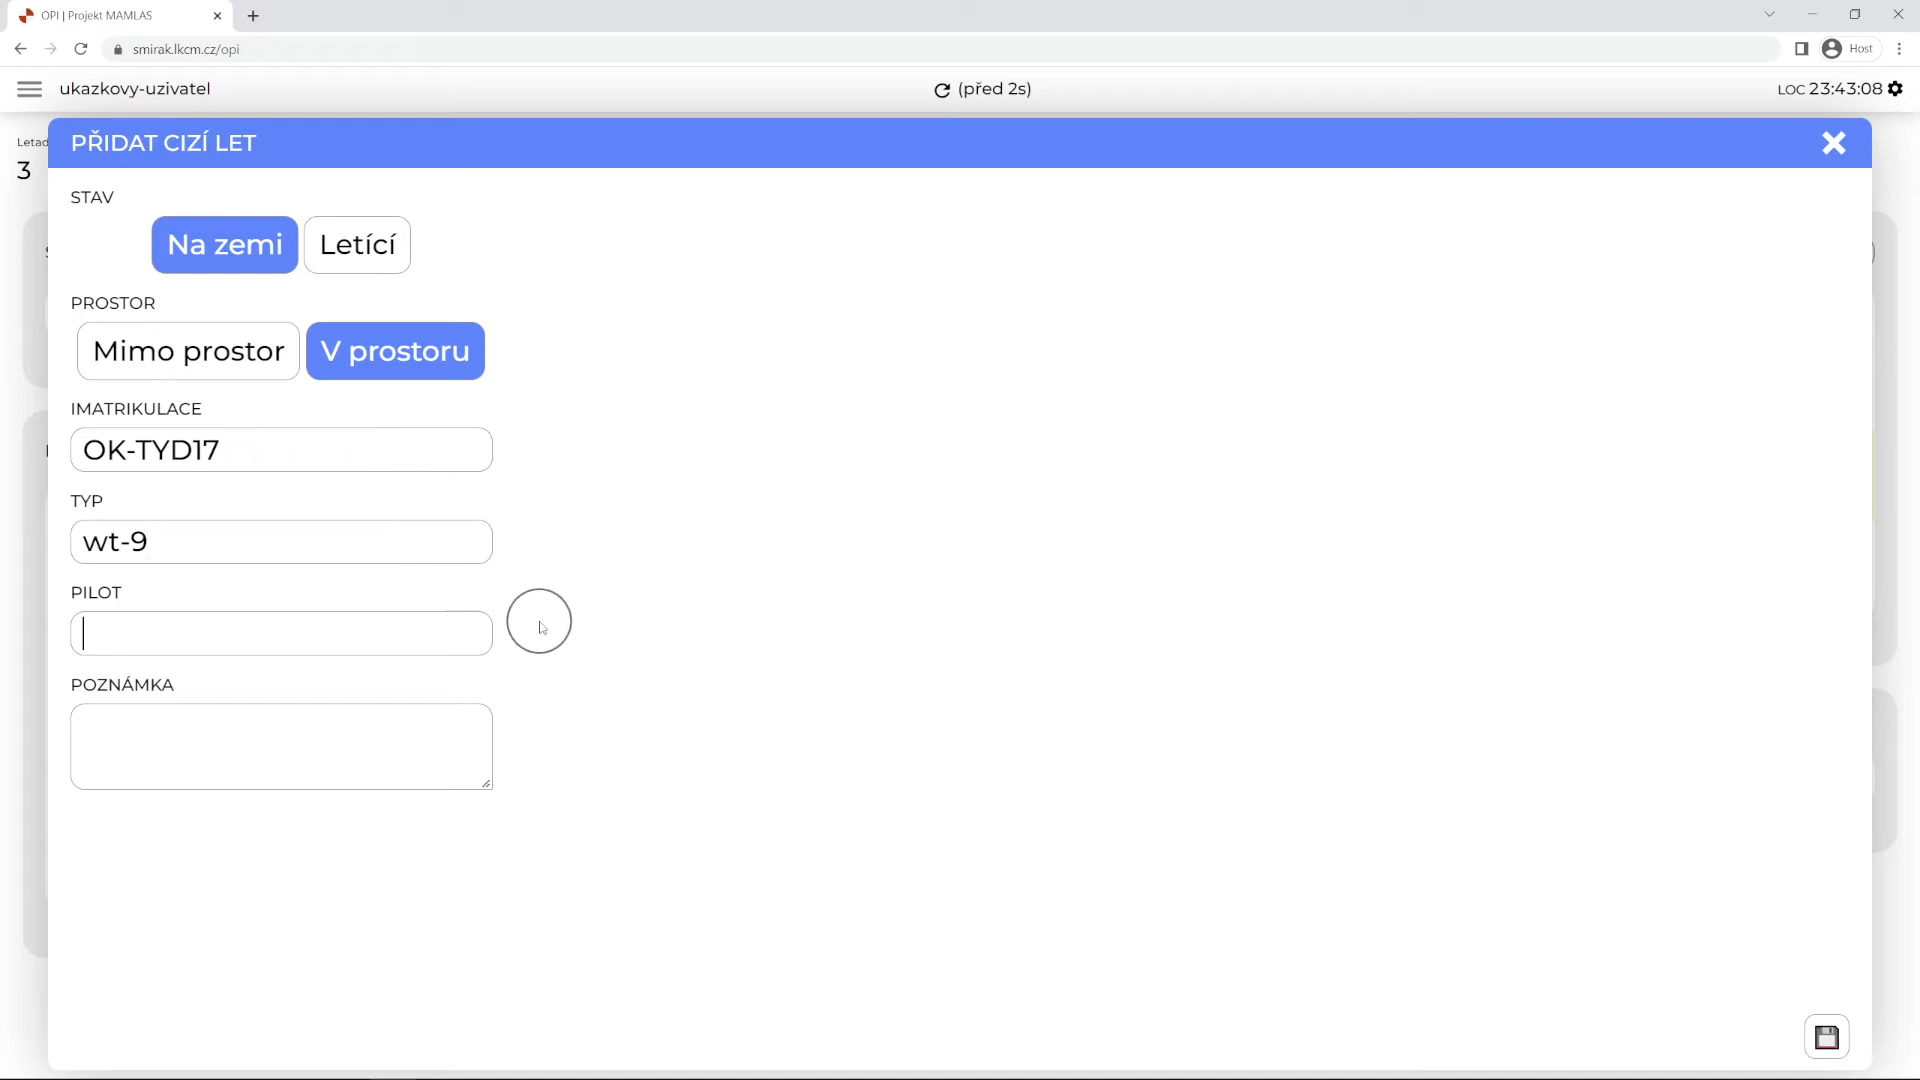 OPI | Projekt MAMLAS
smirak.lkcm.cz/opi
Host
ukazkovy-uzivatel
(před 2s)
LOC 23:43:08
Letad
3
PŘIDAT CIZÍ LET
STAV
Na zemi
Letící
PROSTOR
Mimo prostor
V prostoru
IMATRIKULACE
OK-TYD17
TYP
wt-9
PILOT
POZNÁMKA